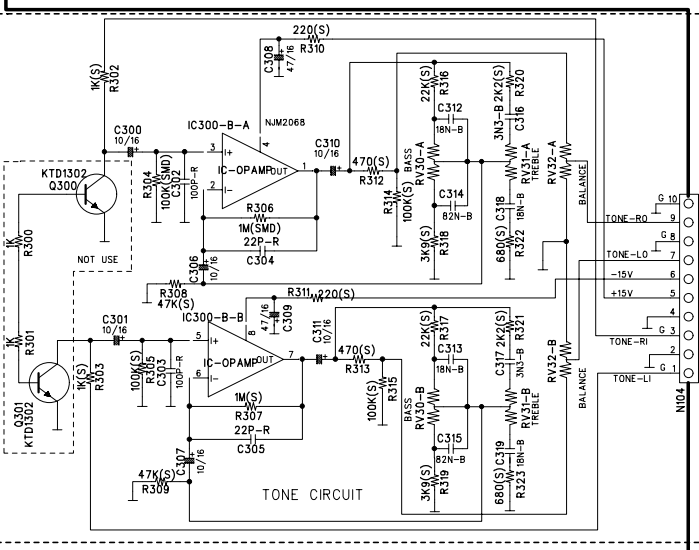 220(S)
R310
C308
47/16
1K(S)
R302
IC300-B-A
NJM2068
C300
10/16
R304
100K(SMD)
C302
100P-R
3
2
I+
I-
IC-OPAMP
OUT
4
1
C310
10/16
470(S)
R312
R314
100K(S)
22K(S)
R316
C312
18N-B
2K2(S)
R320
3N3-B
C316
BASS
RV30-A
RV31-A
TREBLE
RV32-A
BALANCE
C314
82N-B
C318
18N-B
3K9(S)
R318
680(S)
R322
R306
1M(SMD)
22P-R
C304
C306
10/16
R308
47K(S)
KTD1302
Q300
1K
R300
NOT USE
1K
R301
Q301
KTD1302
G 10
TONE-RO 9
G 8
TONE-LO 7
-15V 6
+15V 5
4
G 3
TONE-RI
2
G 1
TONE-LI
N104
R311
220(S)
IC300-B-B
47/16
C309
C301
10/16
1K(S)
R303
100K(S)
R305
C303
100P-R
5
6
I+
I-
IC-OPAMP
OUT
8
7
C311
10/16
470(S)
R313
100K(S)
R315
22K(S)
R317
C313
18N-B
2K2(S)
R321
C317
3N3-B
BASS
RV30-B
RV31-B
TREBLE
RV32-B
BALANCE
C315
82N-B
C319
18N-B
3K9(S)
R319
680(S)
R323
1M(S)
R307
22P-R
C305
C307
10/16
47K(S)
R309
TONE CIRCUIT